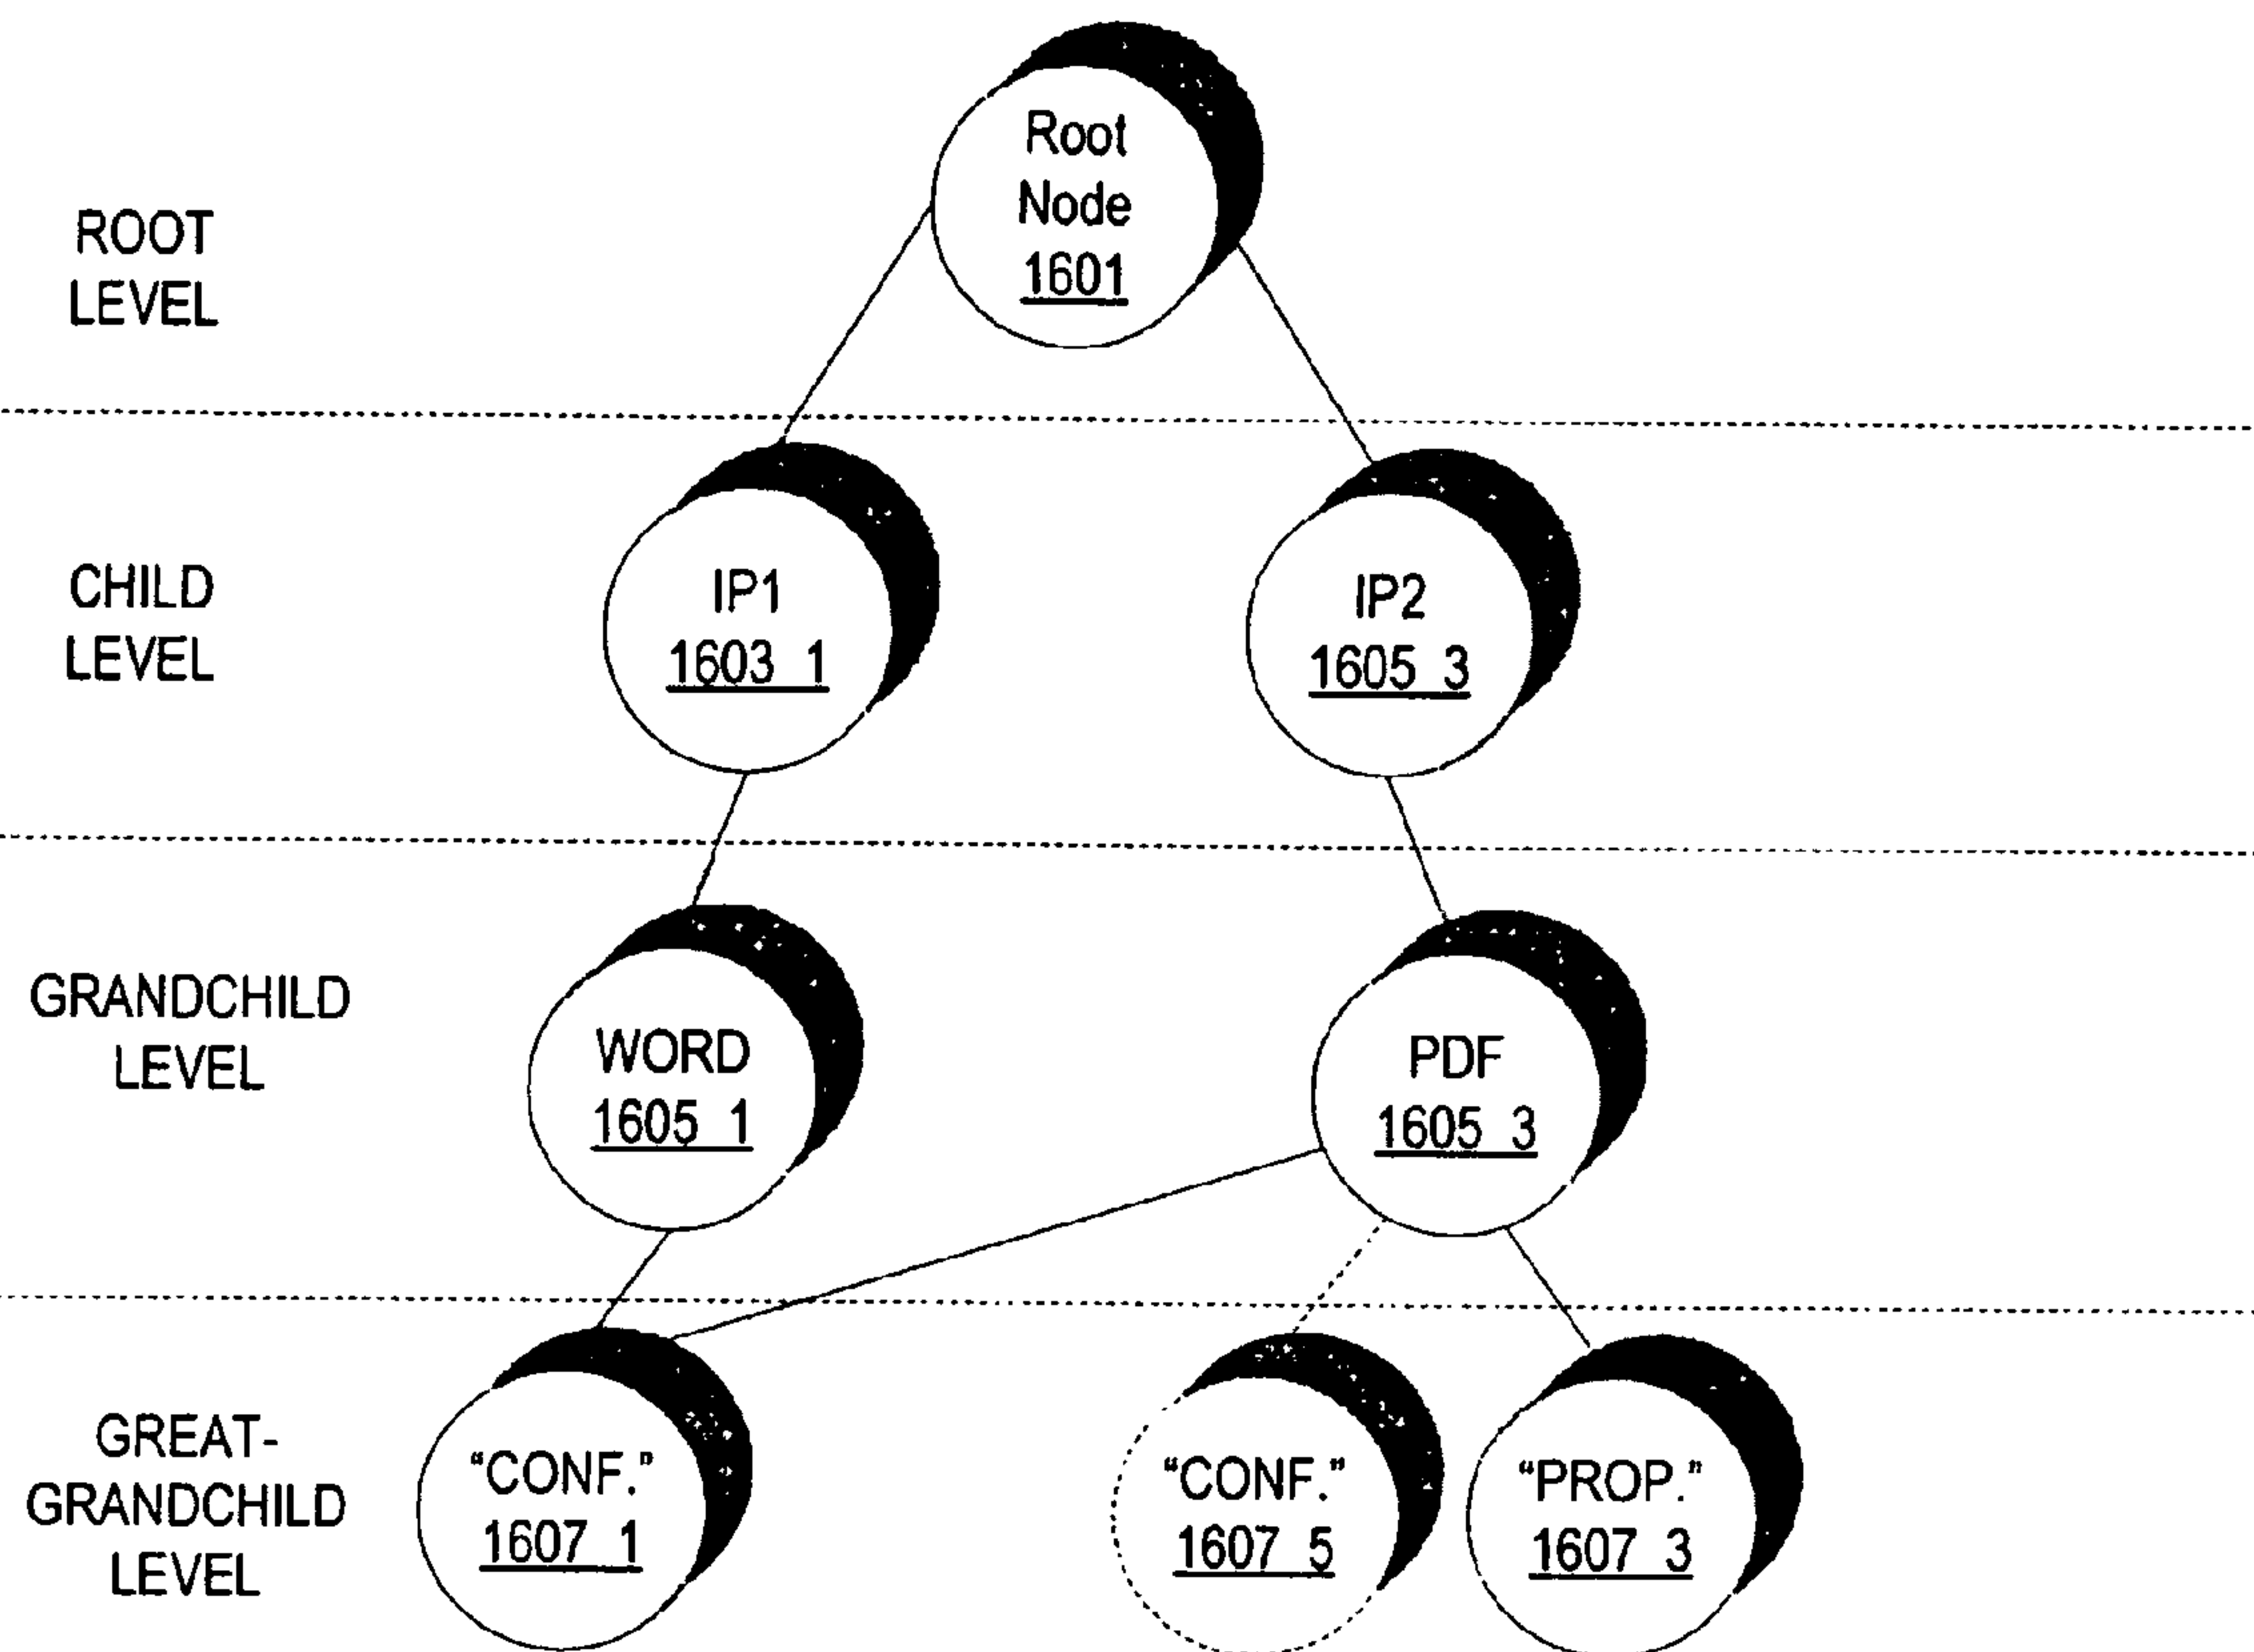 ROOT
LEVEL
Root
Node
1601
CHILD
LEVEL
IP1
1603_1
IP2
1605_3
GRANDCHILD
LEVEL
WORD
1605_1
PDF
1605_3
GREAT-
GRANDCHILD
LEVEL
“CONF.”
1607_1
“CONF.”
1607_5
“PROP.”
1607_3